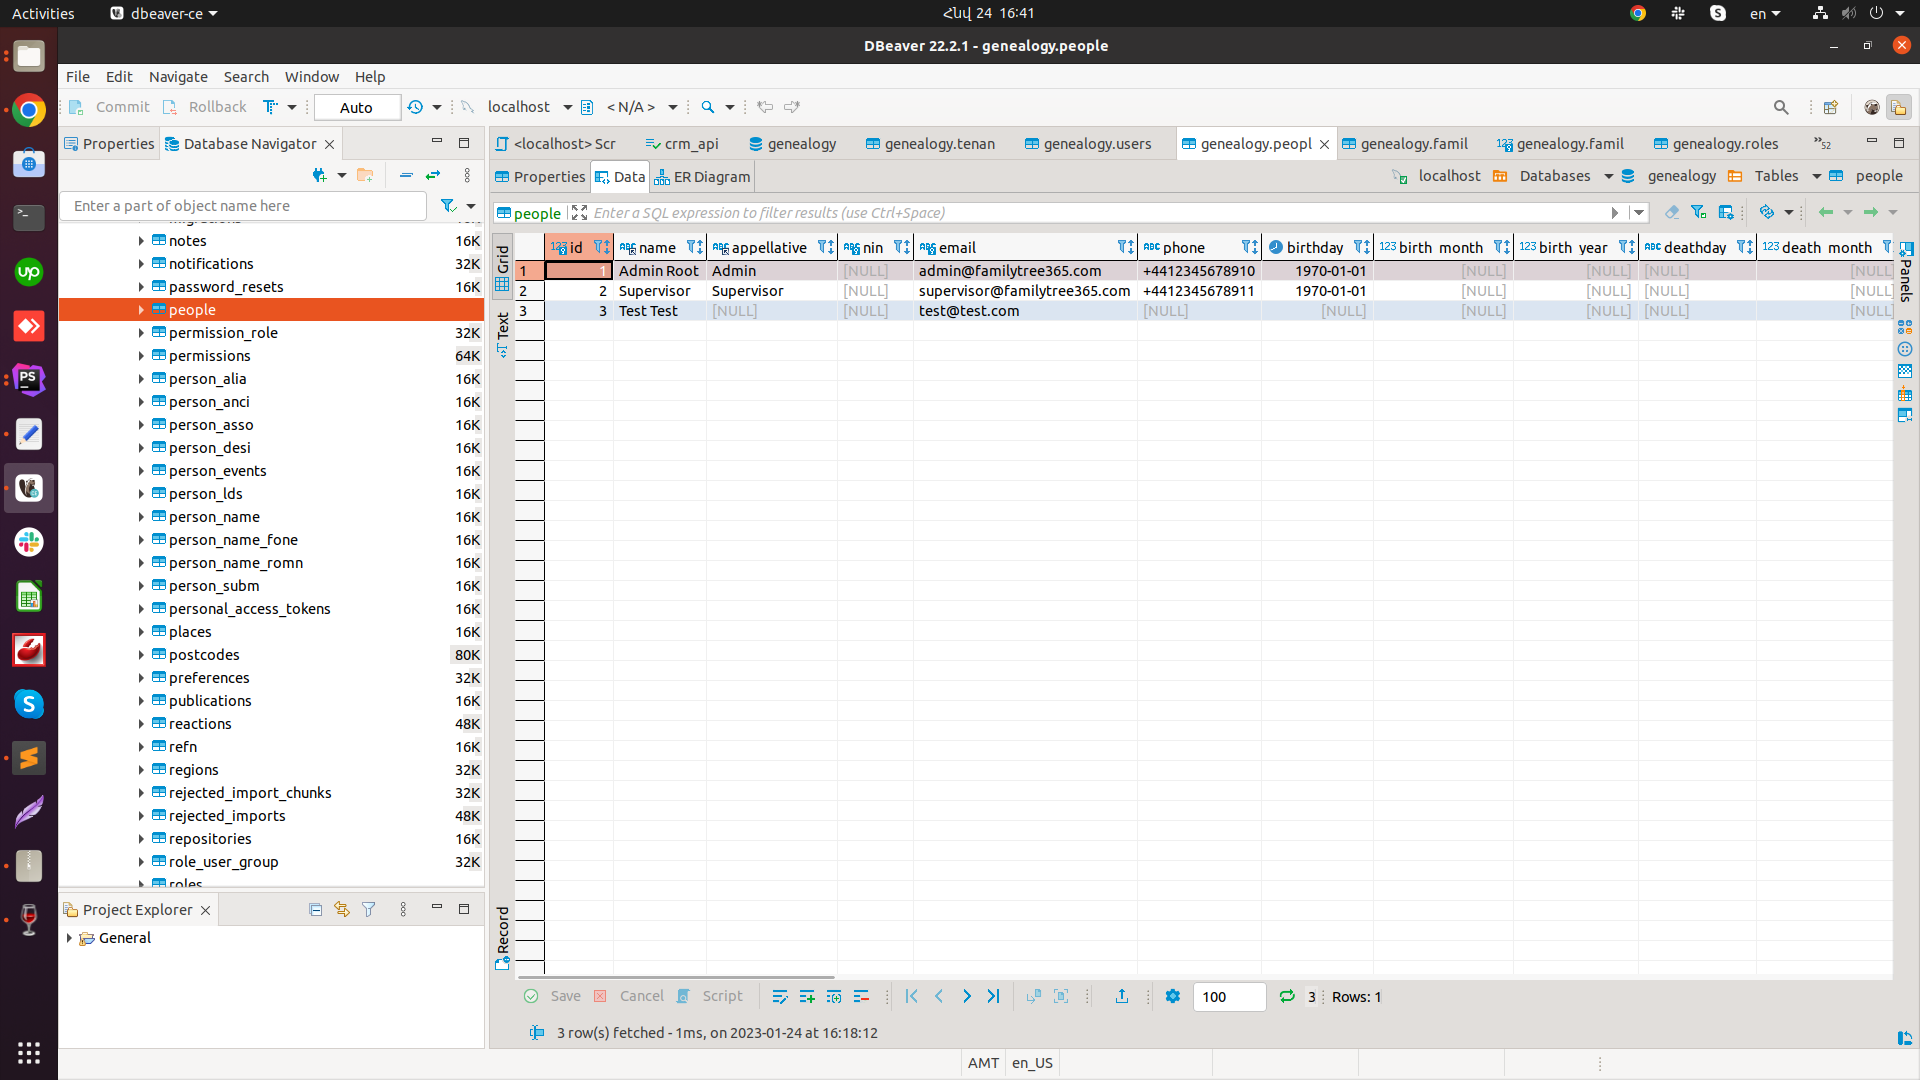 Activities
dbeaver-ce
Հնվ 24  16:41
en
DBeaver 22.2.1 - genealogy.people
File Edit Navigate Search Window Help
Commit Rollback Auto localhost < N/A >
Properties Database Navigator
Enter a part of object name here
notes 16K
notifications 32K
password_resets 16K
people
permission_role 32K
permissions 64K
person_alia 16K
person_anci 16K
person_asso 16K
person_desi 16K
person_events 16K
person_lds 16K
person_name 16K
person_name_fone 16K
person_name_romn 16K
person_subm 16K
personal_access_tokens 16K
places 16K
postcodes 80K
preferences 32K
publications 16K
reactions 48K
refn 16K
regions 32K
rejected_import_chunks 32K
rejected_imports 48K
repositories 16K
role_user_group 32K
roles
Project Explorer
General
<localhost> Scr crm_api genealogy genealogy.tenan genealogy.users genealogy.peopl genealogy.famil genealogy.famil genealogy.roles »52
Properties Data ER Diagram
localhost Databases genealogy Tables people
people Enter a SQL expression to filter results (use Ctrl+Space)
Grid
Text
Record
Panels
id name appellative nin email phone birthday birth_month birth_year deathday death_month
1 1 Admin Root Admin [NULL] admin@familytree365.com +4412345678910 1970-01-01 [NULL] [NULL] [NULL] [NULL]
2 2 Supervisor Supervisor [NULL] supervisor@familytree365.com +4412345678911 1970-01-01 [NULL] [NULL] [NULL] [NULL]
3 3 Test Test [NULL] [NULL] test@test.com [NULL] [NULL] [NULL] [NULL] [NULL] [NULL]
Save Cancel Script 100 3 Rows: 1
3 row(s) fetched - 1ms, on 2023-01-24 at 16:18:12
AMT en_US